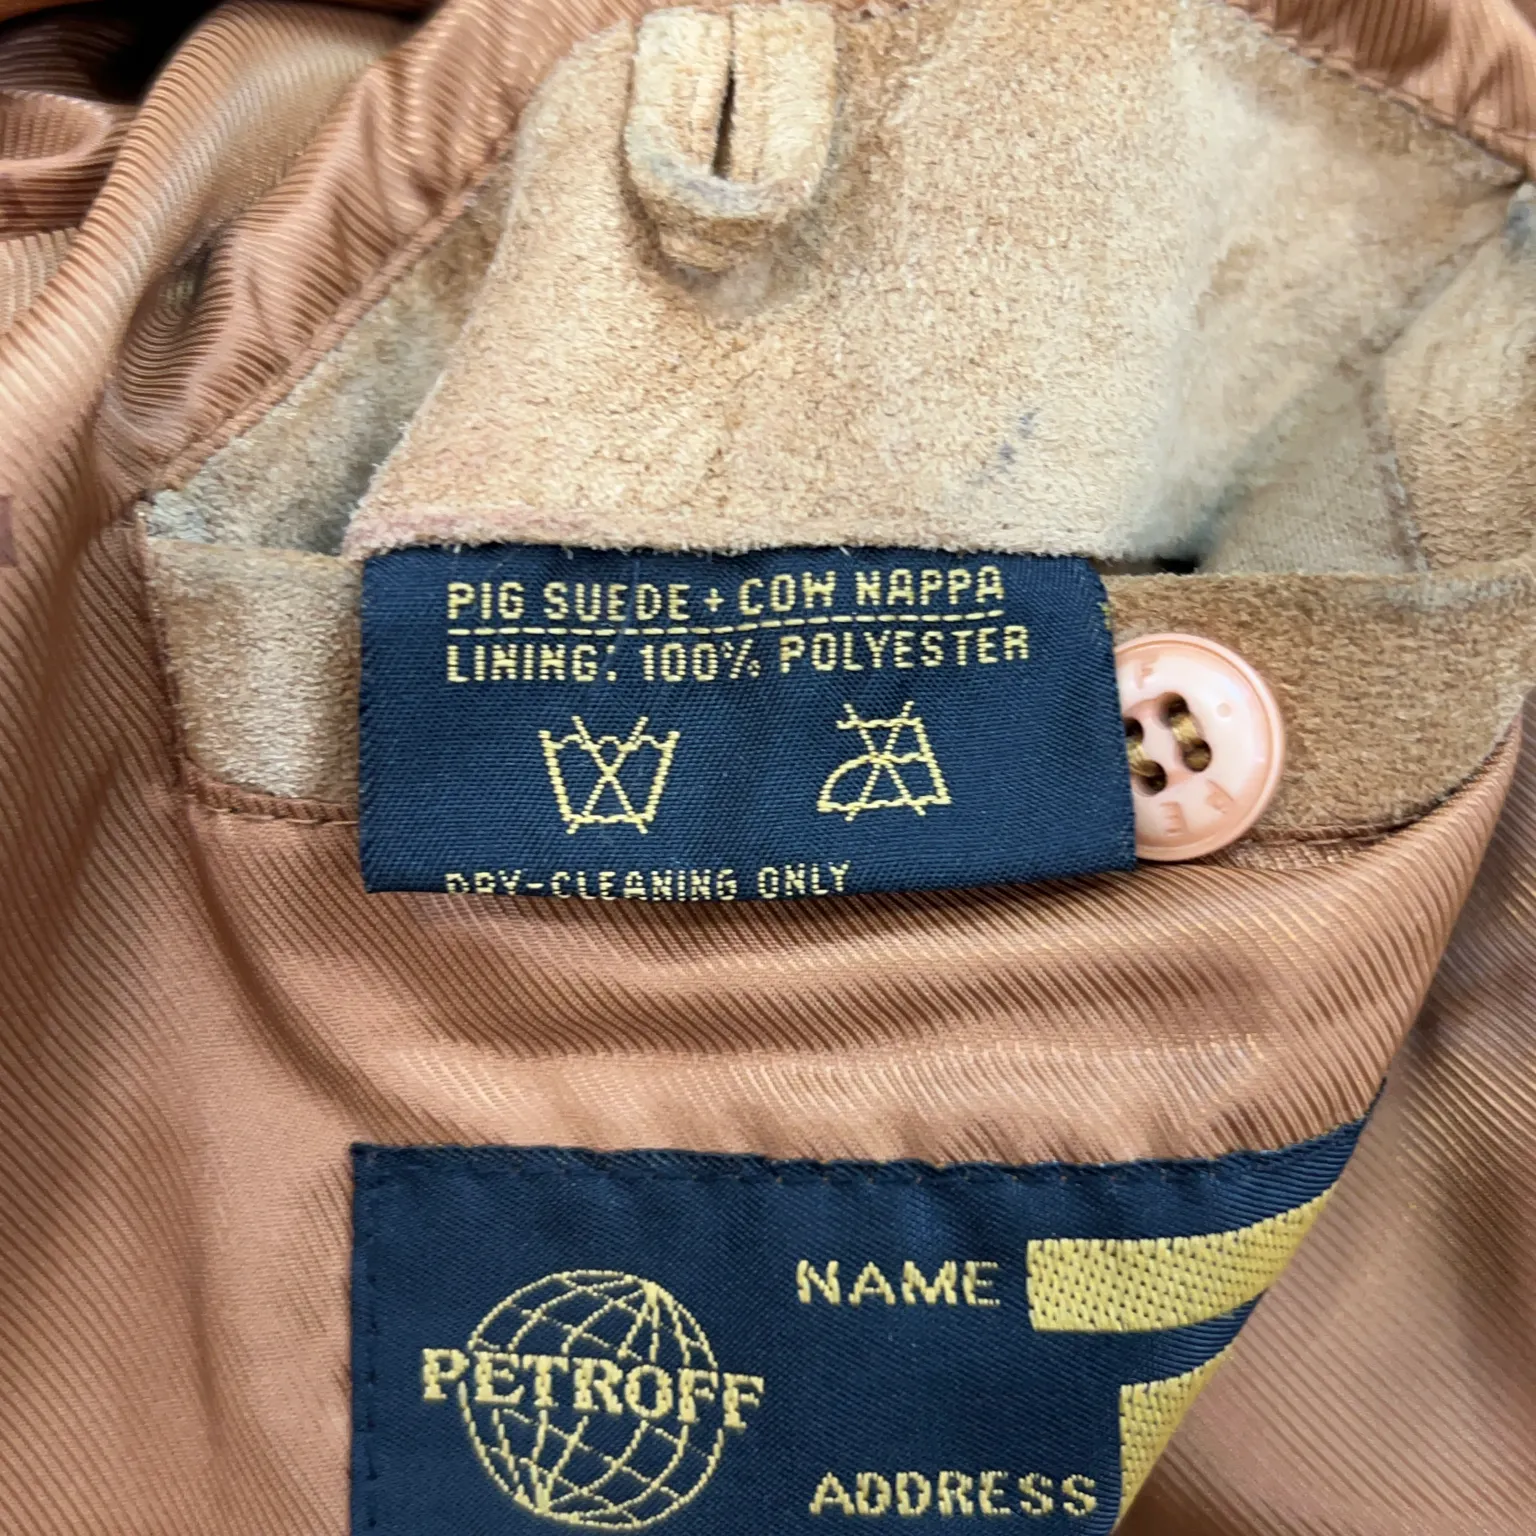 PIG SUEDE + COW NAPPA
LINING: 100% POLYESTER
DRY-CLEANING ONLY
NAME
PETROFF
ADDRESS